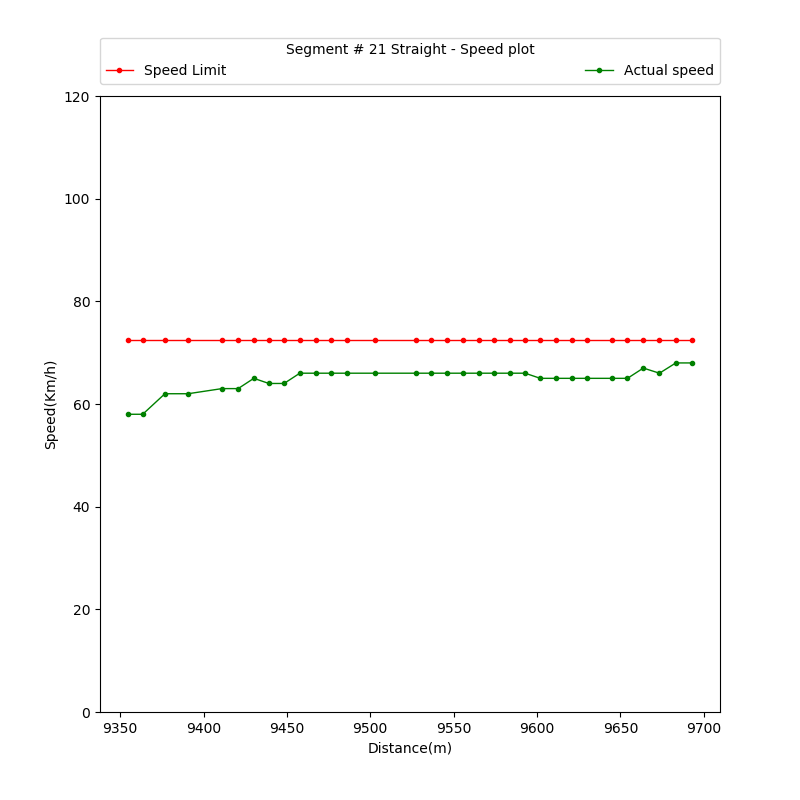 Segment # 21 Straight - Speed plot
Speed Limit
Actual speed
120
100
80
60
40
20
0
Speed(Km/h)
9350 9400 9450 9500 9550 9600 9650 9700
Distance(m)